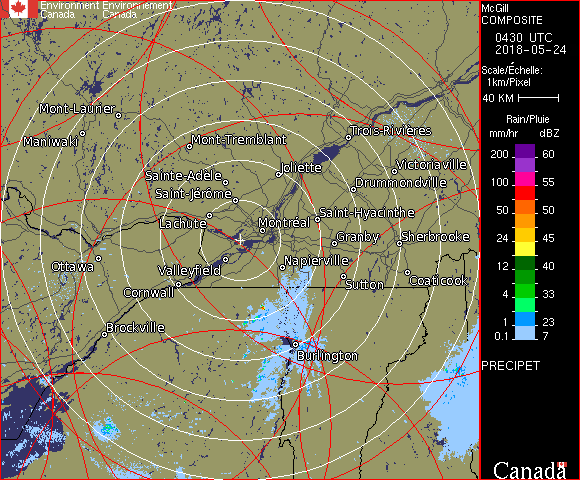 Environment Environnement
Canada Canada
McGill
COMPOSITE
0430 UTC
2018-05-24
Scale/Échelle:
1km/Pixel
40 KM
Rain/Pluie
mm/hr dBZ
200 60
155 57
100 55
50 50
24 45
12 40
4 33
1 23
0.1 7
PRECIPET
Canada
Mont-Laurier
Maniwaki
Mont-Tremblant
Trois-Rivières
Joliette
Victoriaville
Sainte-Adèle
Drummondville
Saint-Jérôme
Saint-Hyacinthe
Lachute
Montréal
Granby
Sherbrooke
Ottawa
Valleyfield
Napierville
Cornwall
Sutton
Coaticook
Brockville
Burlington